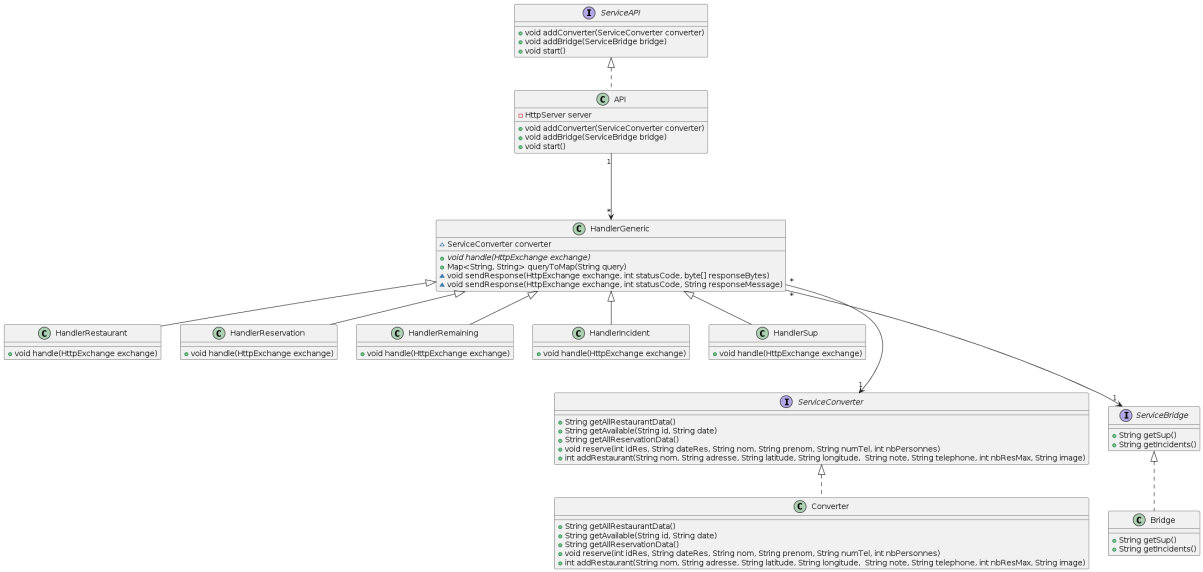 I ServiceAPI
void addConverter(ServiceConverter converter)
void addBridge(ServiceBridge bridge)
void start()
C API
HttpServer server
void addConverter(ServiceConverter converter)
void addBridge(ServiceBridge bridge)
void start()
1
*
C HandlerGeneric
ServiceConverter converter
void handle(HttpExchange exchange)
Map<String, String> queryToMap(String query)
void sendResponse(HttpExchange exchange, int statusCode, byte[] responseBytes)
void sendResponse(HttpExchange exchange, int statusCode, String responseMessage)
*
*
C HandlerRestaurant
void handle(HttpExchange exchange)
C HandlerReservation
void handle(HttpExchange exchange)
C HandlerRemaining
void handle(HttpExchange exchange)
C HandlerIncident
void handle(HttpExchange exchange)
C HandlerSup
void handle(HttpExchange exchange)
1
1
I ServiceConverter
String getAllRestaurantData()
String getAvailable(String id, String date)
String getAllReservationData()
void reserve(int idRes, String dateRes, String nom, String prenom, String numTel, int nbPersonnes)
int addRestaurant(String nom, String adresse, String latitude, String longitude, String note, String telephone, int nbResMax, String image)
I ServiceBridge
String getSup()
String getIncidents()
C Converter
String getAllRestaurantData()
String getAvailable(String id, String date)
String getAllReservationData()
void reserve(int idRes, String dateRes, String nom, String prenom, String numTel, int nbPersonnes)
int addRestaurant(String nom, String adresse, String latitude, String longitude, String note, String telephone, int nbResMax, String image)
C Bridge
String getSup()
String getIncidents()